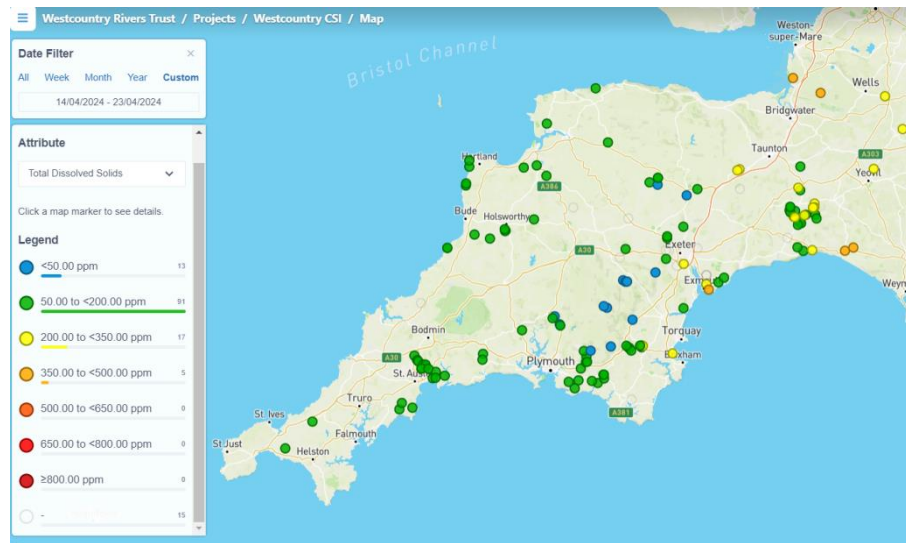 Westcountry Rivers Trust / Projects / Westcountry CSI / Map
Date Filter ×
All Week Month Year Custom
14/04/2024 - 23/04/2024
Attribute
Total Dissolved Solids
Click a map marker to see details.
Legend
<50.00 ppm 13
50.00 to <200.00 ppm 91
200.00 to <350.00 ppm 17
350.00 to <500.00 ppm 5
500.00 to <650.00 ppm 0
650.00 to <800.00 ppm 0
≥800.00 ppm 0
- 15
Bristol Channel
Weston-
super-Mare
Wells
Bridgwater
Taunton
A303
Yeovil
Hartland
A386
Bude
Holsworthy
A30
Exeter
Weym
Bodmin
Torquay
A30
Plymouth
St.
A381
Truro
St Ives
Falmouth
St Just
Helston